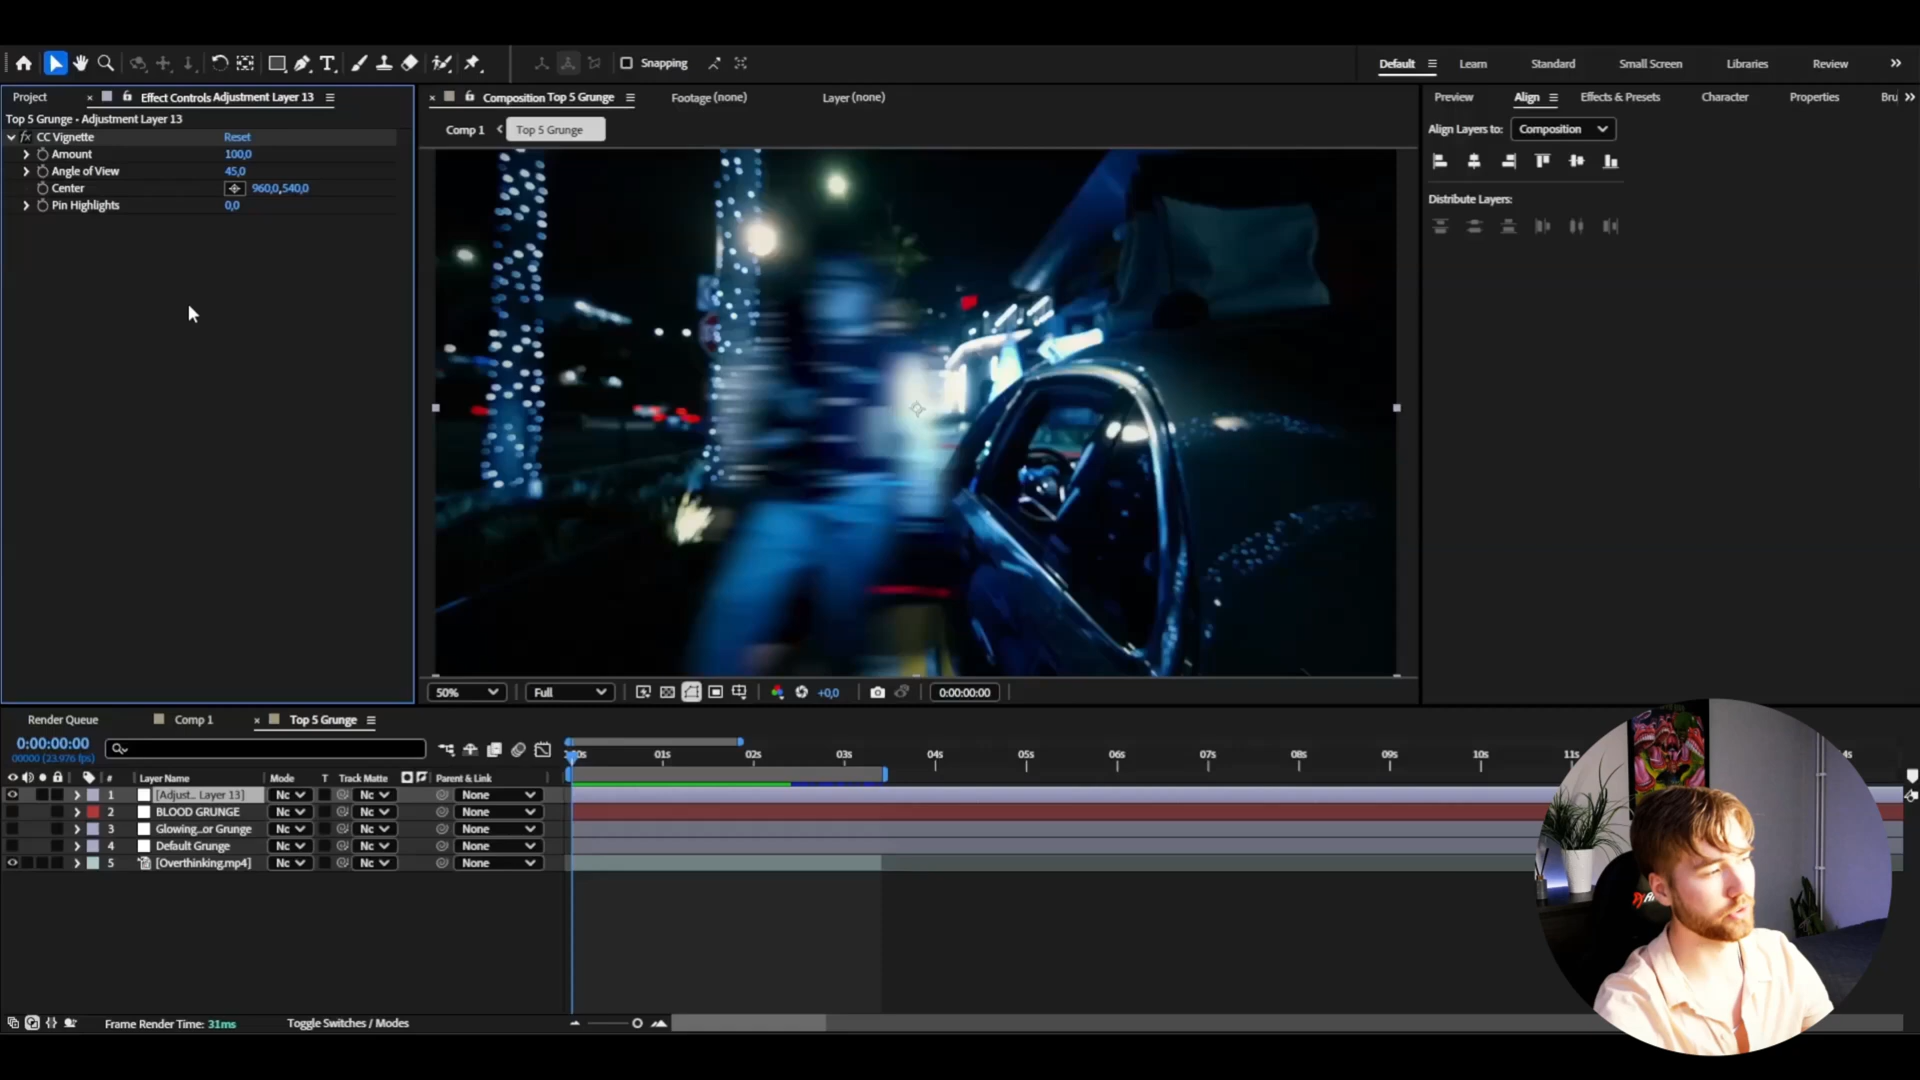 Snapping
Default
Learn
Standard
Small Screen
Libraries
Review
Project
Effect Controls Adjustment Layer 13
Composition Top 5 Grunge
Footage (none)
Layer (none)
Preview
Align
Effects & Presets
Character
Properties
Bru
Top 5 Grunge - Adjustment Layer 13
fx CC Vignette Reset
Amount 100,0
Angle of View 45,0
Center 960,0,540,0
Pin Highlights 0,0
Comp 1
Top 5 Grunge
Align Layers to: Composition
Distribute Layers:
50%
Full
+0,0
0:00:00:00
Render Queue
Comp 1
Top 5 Grunge
0:00:00:00
00000 (23.976 fps)
:00s 01s 02s 03s 04s 05s 06s 07s 08s 09s 10s 11s 4s
# Layer Name Mode T Track Matte Parent & Link
1 [Adjust... Layer 13] Nc Nc None
2 BLOOD GRUNGE Nc Nc None
3 Glowing...or Grunge Nc Nc None
4 Default Grunge Nc Nc None
5 [Overthinking.mp4] Nc Nc None
Frame Render Time: 31ms
Toggle Switches / Modes